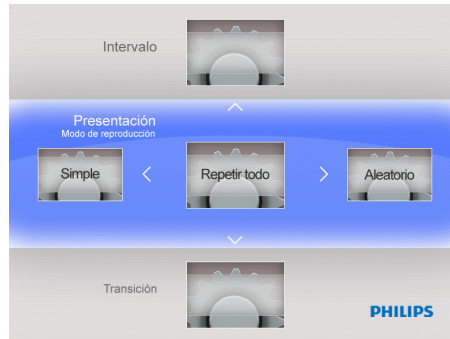 Intervalo
Presentación
Modo de reproducción
Simple
Repetir todo
Aleatorio
Transición
PHILIPS